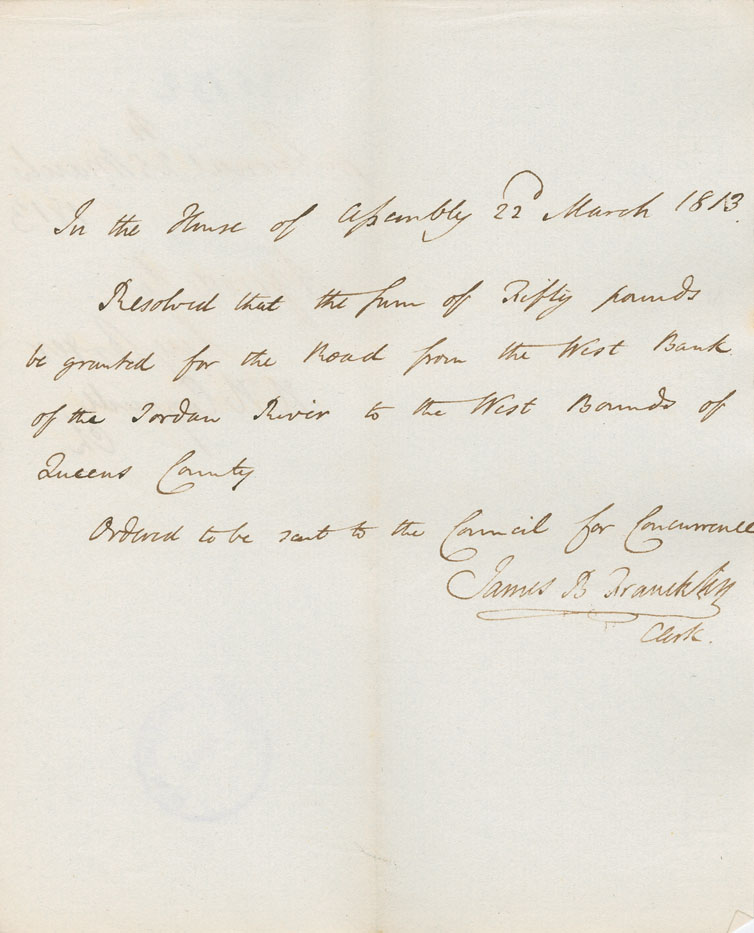 In the House of Assembly 22d March 1813.
Resolved that the sum of Fifty pounds
be granted for the Road from the West Bank
of the Jordan River to the West Bounds of
Queens County
Ordered to be sent to the Council for Concurrence
James B Francklin
Clerk.